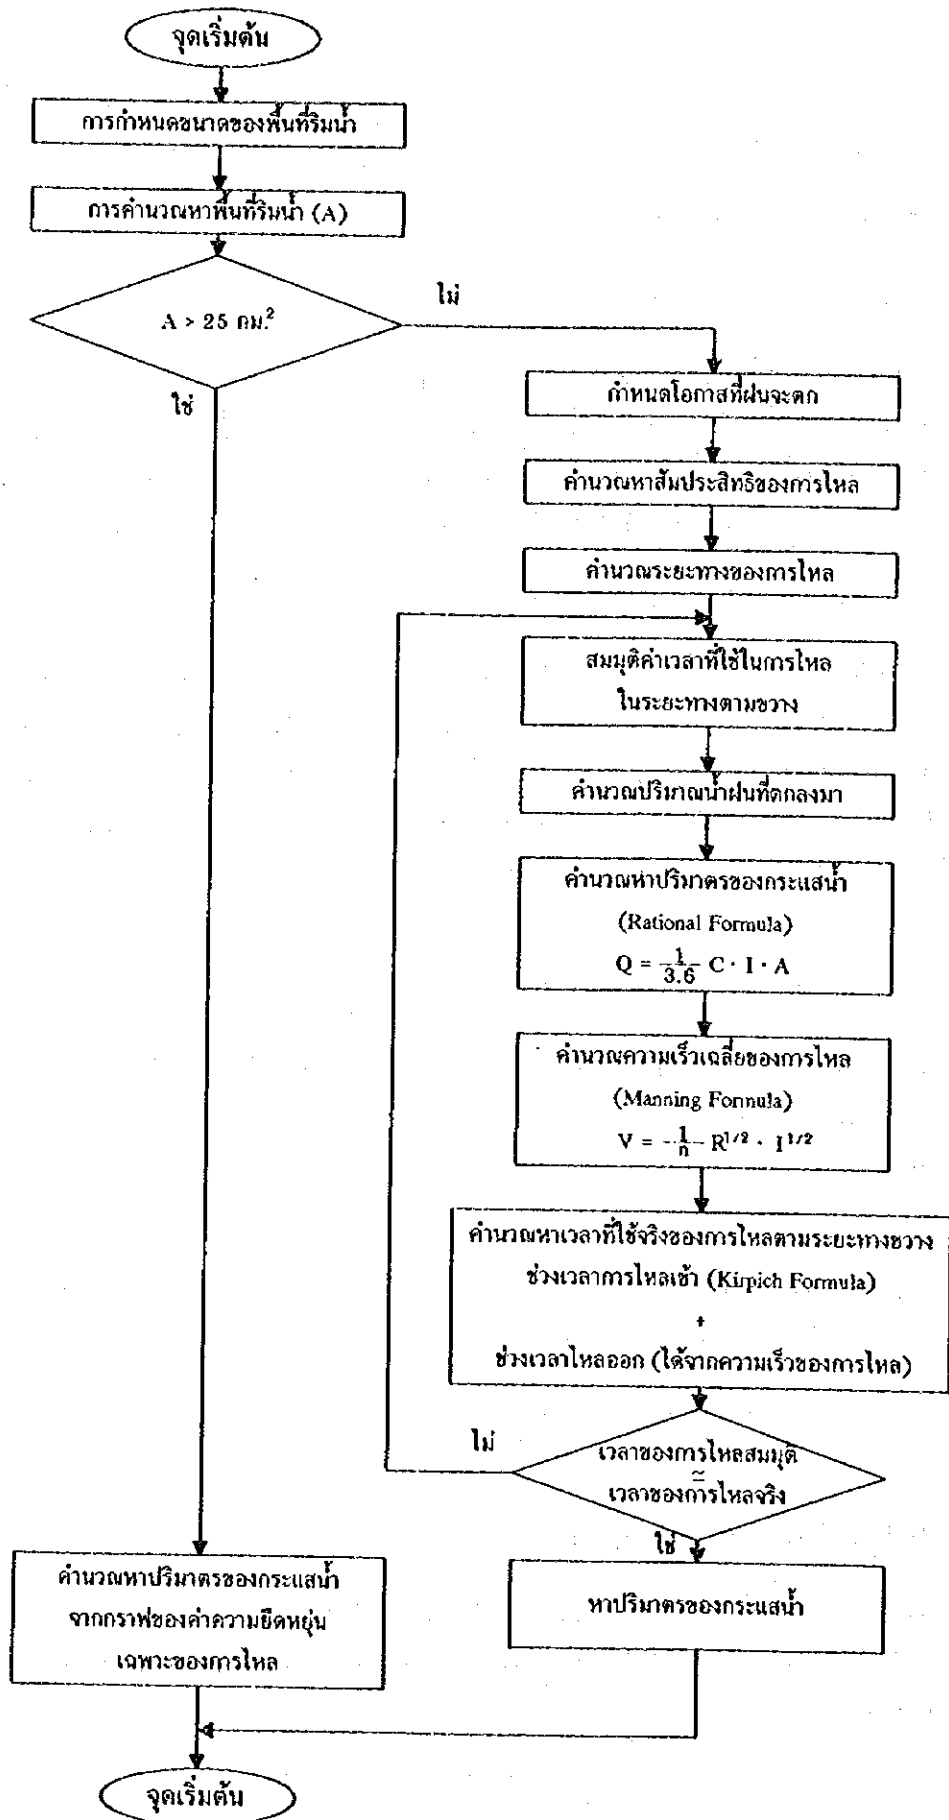 จุดเริ่มต้น
การกำหนดขนาดของพื้นที่ริมน้ำ
การคำนวณหาพื้นที่ริมน้ำ (A)
A > 25 กม.²
ไม่
ใช่
กำหนดโอกาสที่ฝนจะตก
คำนวณหาสัมประสิทธิของการไหล
คำนวณระยะทางของการไหล
สมมุติค่าเวลาที่ใช้ในการไหล
ในระยะทางตามขวาง
คำนวณปริมาณน้ำฝนที่ตกลงมา
คำนวณหาปริมาตรของกระแสน้ำ
(Rational Formula)
Q = 1/3.6 C · I · A
คำนวณความเร็วเฉลี่ยของการไหล
(Manning Formula)
V = 1/n R^1/2 · I^1/2
คำนวณหาเวลาที่ใช้จริงของการไหลตามระยะทางขวาง
ช่วงเวลาการไหลเข้า (Kirpich Formula)
+
ช่วงเวลาไหลออก (ได้จากความเร็วของการไหล)
ไม่
เวลาของการไหลสมมุติ
≃
เวลาของการไหลจริง
ใช่
คำนวณหาปริมาตรของกระแสน้ำ
จากกราฟของค่าความยืดหยุ่น
เฉพาะของการไหล
หาปริมาตรของกระแสน้ำ
จุดเริ่มต้น